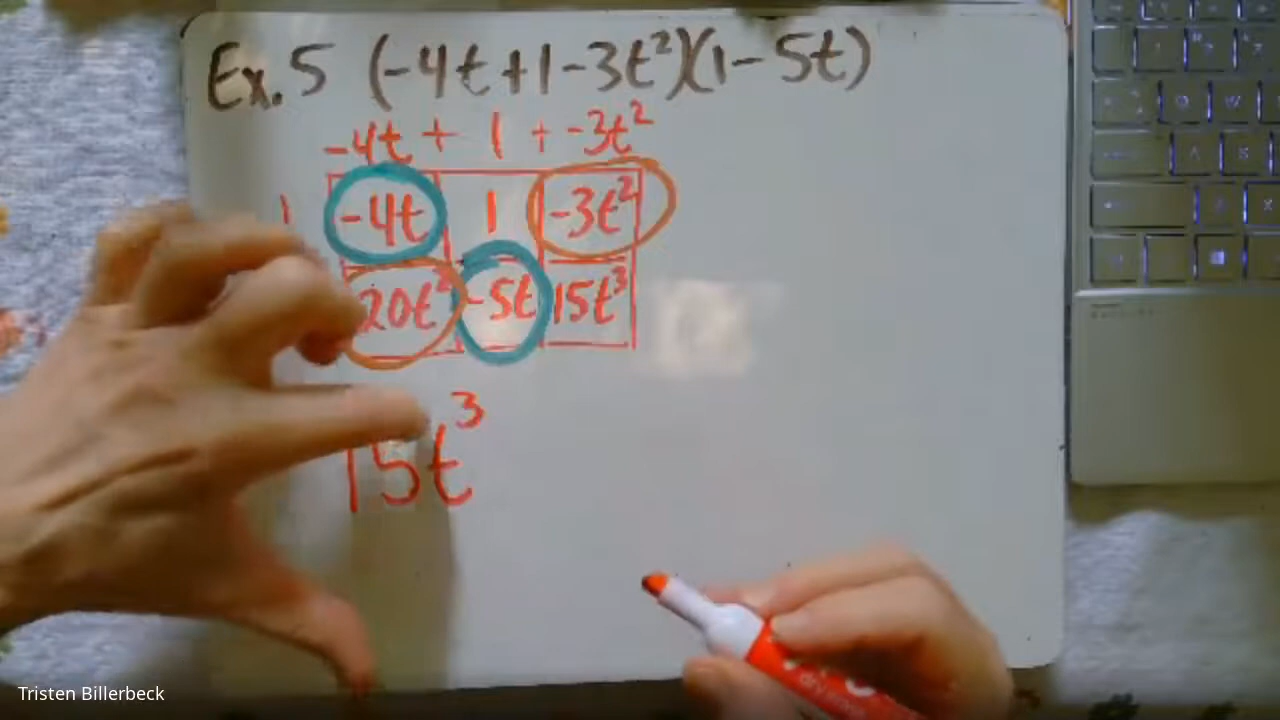 Ex. 5 (-4t+1-3t²)(1-5t)
-4t + 1 + -3t²
1 -4t 1 -3t²
20t² -5t 15t³
15t³
Tristen Billerbeck